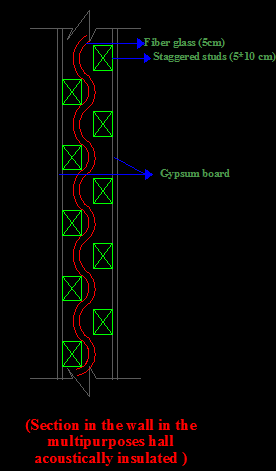 Fiber glass (5cm)
Staggered studs (5*10 cm)
Gypsum board
(Section in the wall in the
multipurposes hall
acoustically insulated )